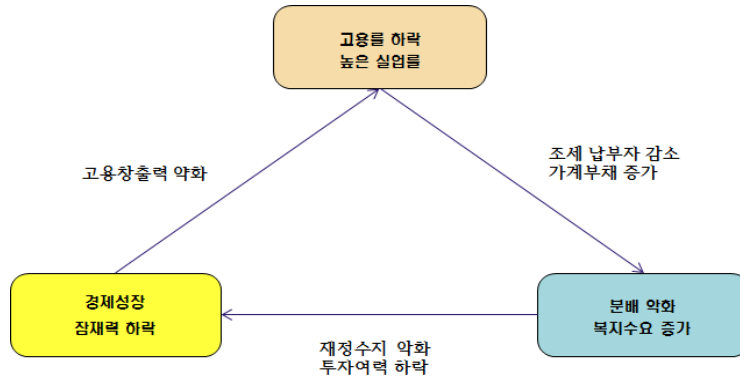 고용률 하락
높은 실업률
조세 납부자 감소
가계부채 증가
고용창출력 약화
경제성장
잠재력 하락
분배 악화
복지수요 증가
재정수지 악화
투자여력 하락